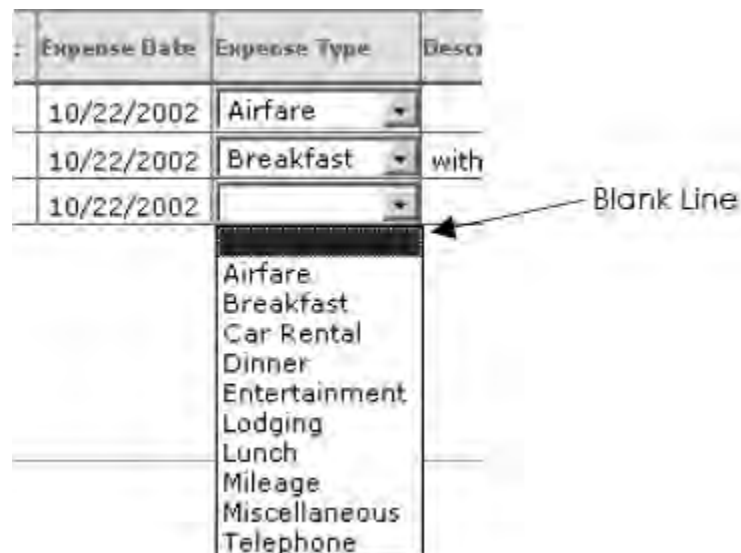 : Expense Date Expense Type Descr
10/22/2002 Airfare
10/22/2002 Breakfast with
10/22/2002
Blank Line
Airfare
Breakfast
Car Rental
Dinner
Entertainment
Lodging
Lunch
Mileage
Miscellaneous
Telephone